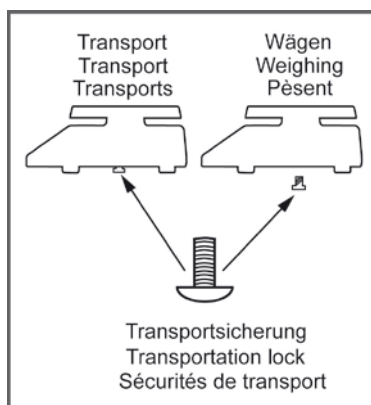 Transport
Transport
Transports
Wägen
Weighing
Pèsent
Transportsicherung
Transportation lock
Sécurités de transport